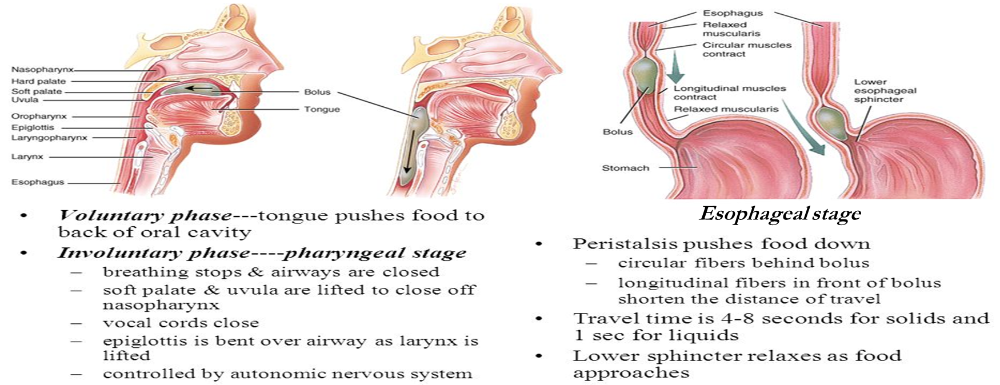 Nasopharynx
Hard palate
Soft palate
Uvula
Oropharynx
Epiglottis
Laryngopharynx
Larynx
Esophagus
Bolus
Tongue
Esophagus
Relaxed
muscularis
Circular muscles
contract
Longitudinal muscles
contract
Relaxed muscularis
Bolus
Stomach
Lower
esophageal
sphincter
• Voluntary phase---tongue pushes food to
back of oral cavity
• Involuntary phase----pharyngeal stage
– breathing stops & airways are closed
– soft palate & uvula are lifted to close off
nasopharynx
– vocal cords close
– epiglottis is bent over airway as larynx is
lifted
– controlled by autonomic nervous system
Esophageal stage
• Peristalsis pushes food down
– circular fibers behind bolus
– longitudinal fibers in front of bolus
shorten the distance of travel
• Travel time is 4-8 seconds for solids and
1 sec for liquids
• Lower sphincter relaxes as food
approaches